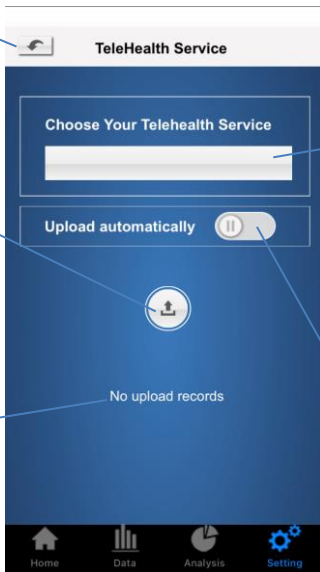 TeleHealth Service
Choose Your Telehealth Service
Upload automatically
No upload records
Home Data Analysis Setting